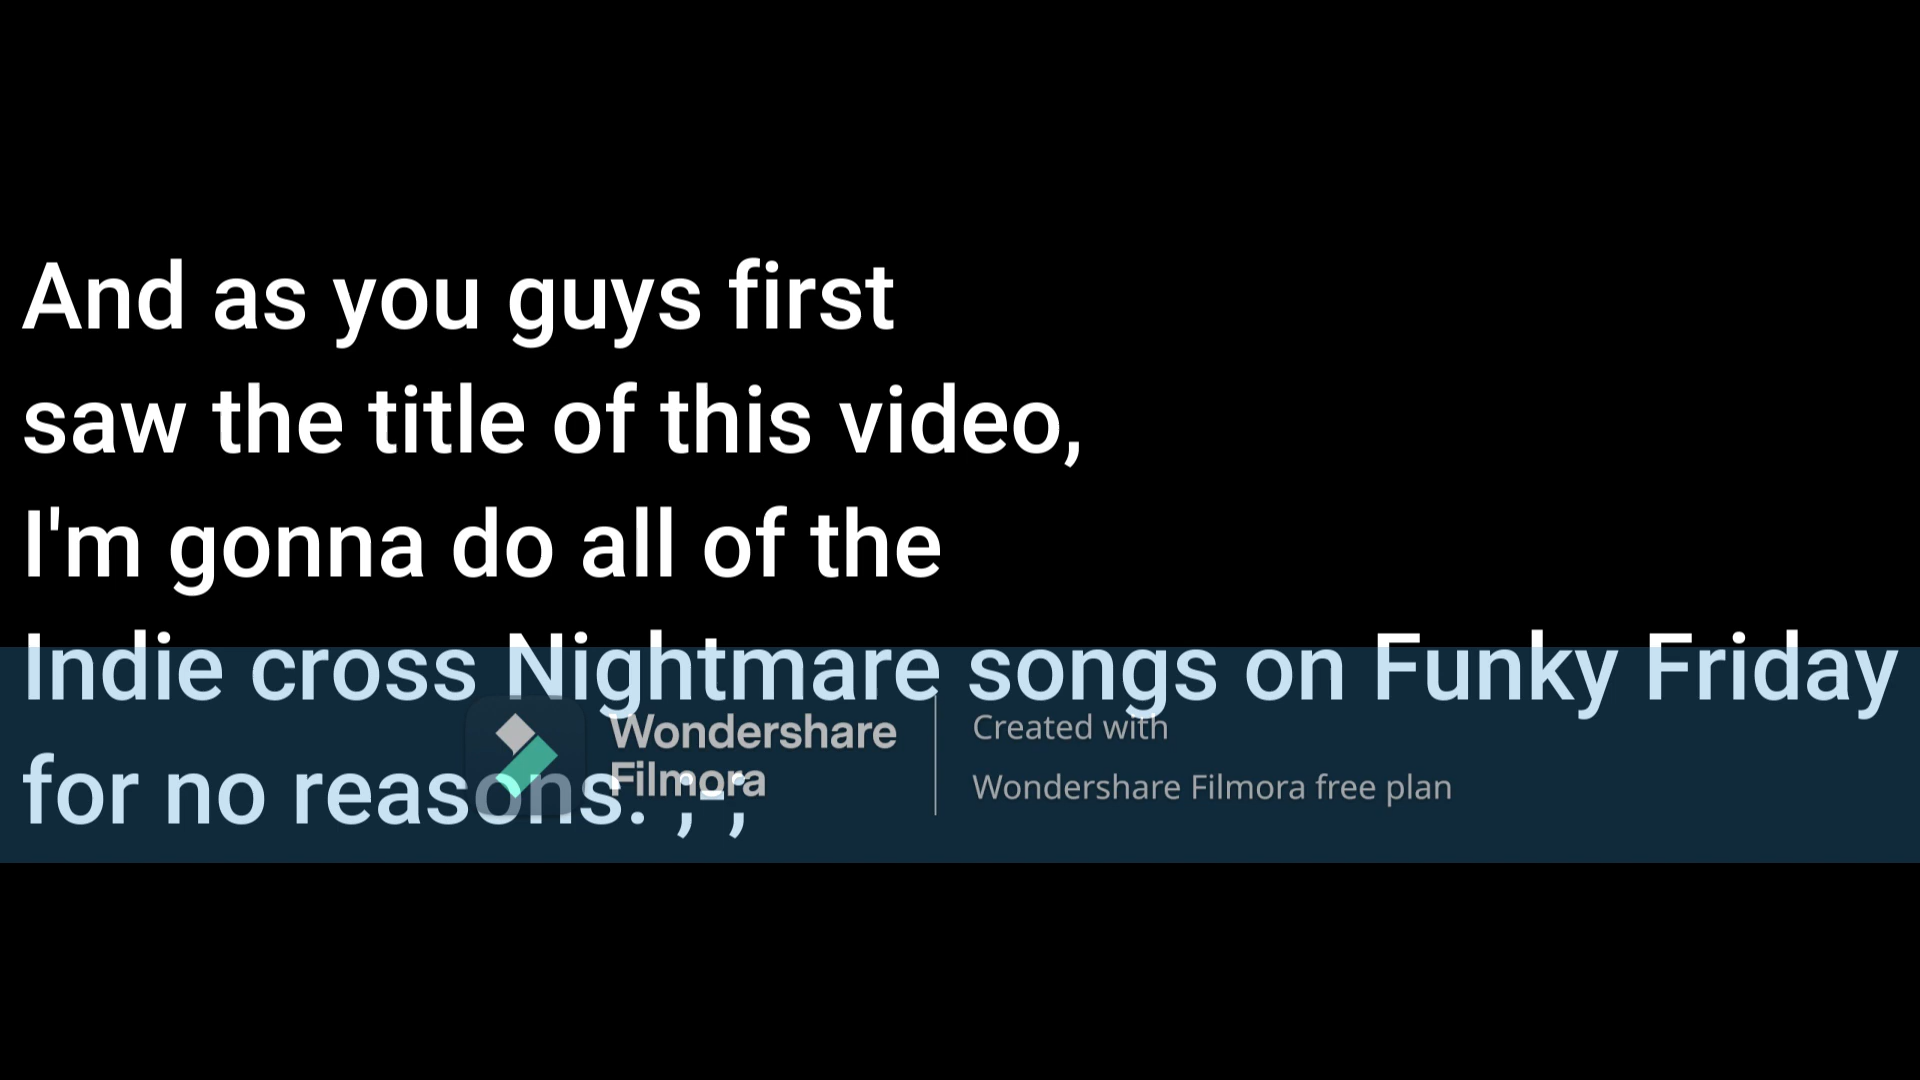 And as you guys first
saw the title of this video,
I'm gonna do all of the
Indie cross Nightmare songs on Funky Friday
for no reasons. ;-;
Wondershare
Filmora
Created with
Wondershare Filmora free plan